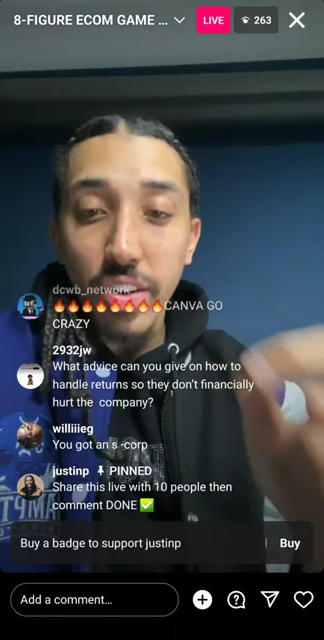 8-FIGURE ECOM GAME ...
LIVE
263
dcwb_network
🔥🔥🔥🔥🔥🔥🔥🔥CANVA GO
CRAZY
2932jw
What advice can you give on how to
handle returns so they don't financially
hurt the company?
williiieg
You got an s -corp
justinp 📌 PINNED
Share this live with 10 people then
comment DONE ✅
Buy a badge to support justinp
Buy
Add a comment...